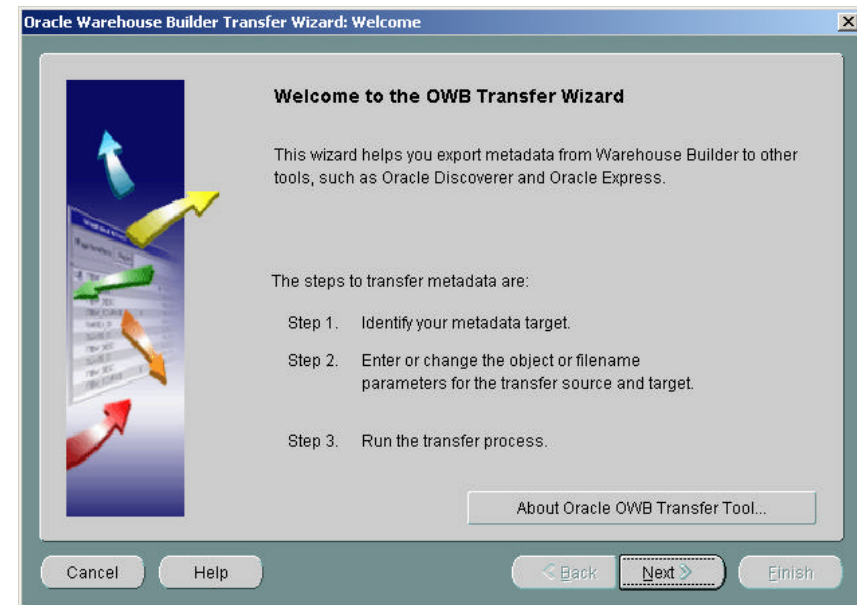 Oracle Warehouse Builder Transfer Wizard: Welcome
Welcome to the OWB Transfer Wizard
This wizard helps you export metadata from Warehouse Builder to other
tools, such as Oracle Discoverer and Oracle Express.
The steps to transfer metadata are:
Step 1. Identify your metadata target.
Step 2. Enter or change the object or filename
parameters for the transfer source and target.
Step 3. Run the transfer process.
About Oracle OWB Transfer Tool...
Cancel Help Back Next Finish